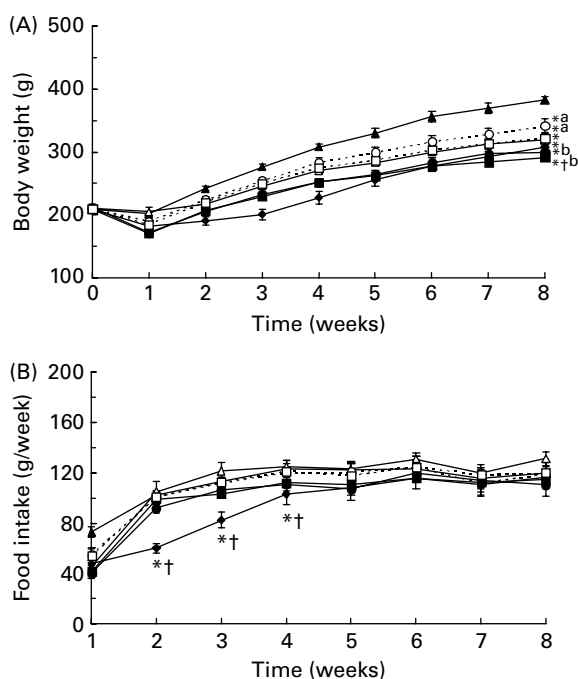 (A)
500
400
300
200
100
Body weight (g)
*a
*a
*
*
*b
*†b
0 1 2 3 4 5 6 7 8
Time (weeks)
(B)
200
160
120
80
40
0
Food intake (g/week)
*† *† *†
1 2 3 4 5 6 7 8
Time (weeks)